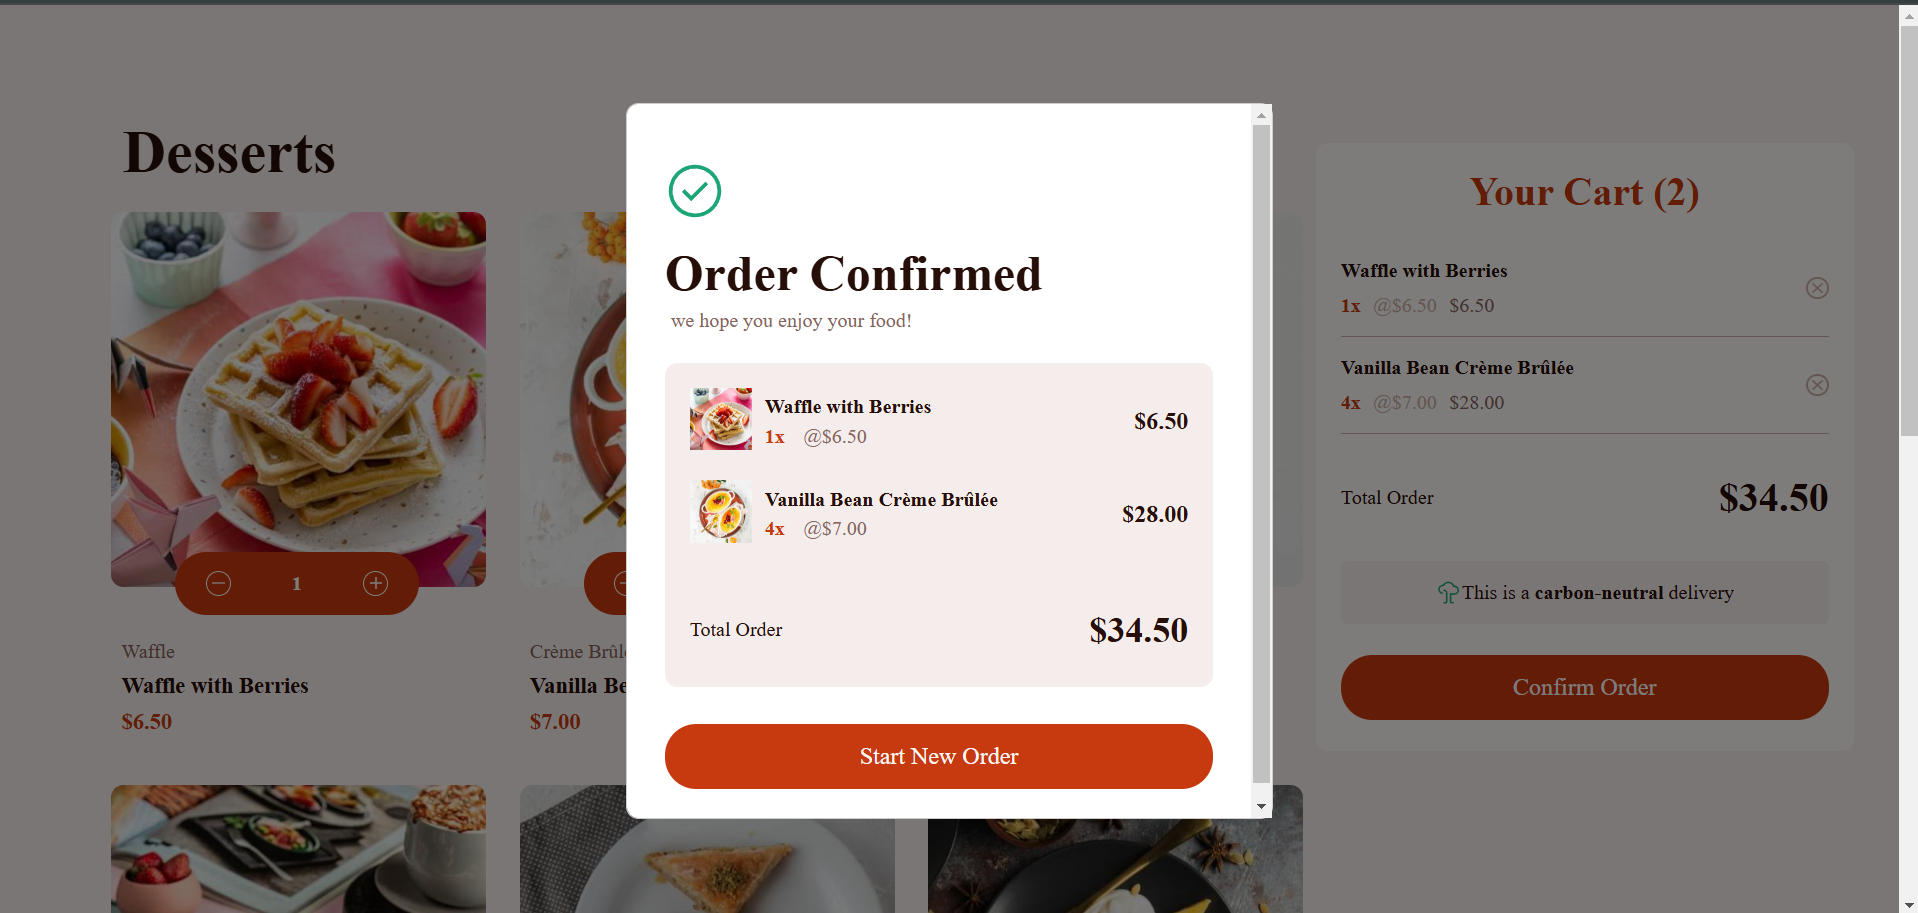 Desserts
1
Waffle
Waffle with Berries
$6.50
Crème
Vanilla
$7.00
Order Confirmed
we hope you enjoy your food!
Waffle with Berries
1x @$6.50
$6.50
Vanilla Bean Crème Brûlée
4x @$7.00
$28.00
Total Order
$34.50
Start New Order
Your Cart (2)
Waffle with Berries
1x @$6.50 $6.50
Vanilla Bean Crème Brûlée
4x @$7.00 $28.00
Total Order
$34.50
This is a carbon-neutral delivery
Confirm Order